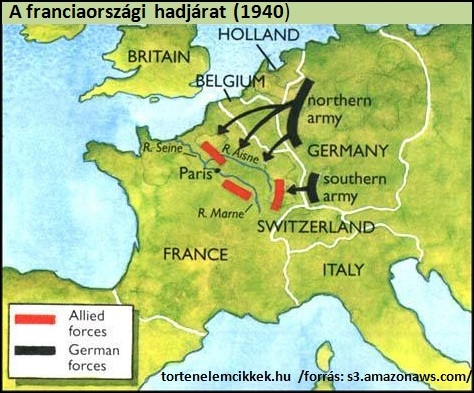 A franciaországi hadjárat (1940)
HOLLAND
BRITAIN
BELGIUM
northern
army
R. Seine
R. Aisne
GERMANY
Paris
southern
army
R. Marne
SWITZERLAND
FRANCE
ITALY
Allied
forces
German
forces
tortenelemcikkek.hu /forrás: s3.amazonaws.com/